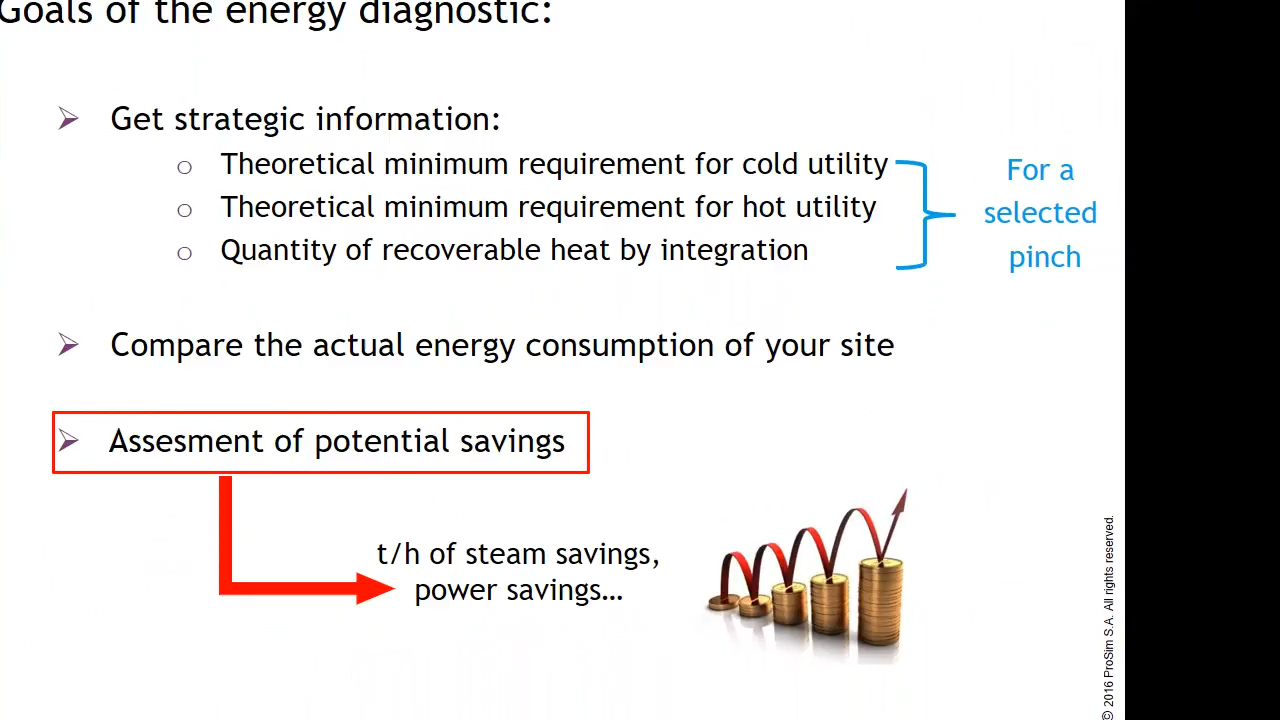 Goals of the energy diagnostic:
Get strategic information:
Theoretical minimum requirement for cold utility
Theoretical minimum requirement for hot utility
Quantity of recoverable heat by integration
For a
selected
pinch
Compare the actual energy consumption of your site
Assesment of potential savings
t/h of steam savings,
power savings…
© 2016 ProSim S.A. All rights reserved.